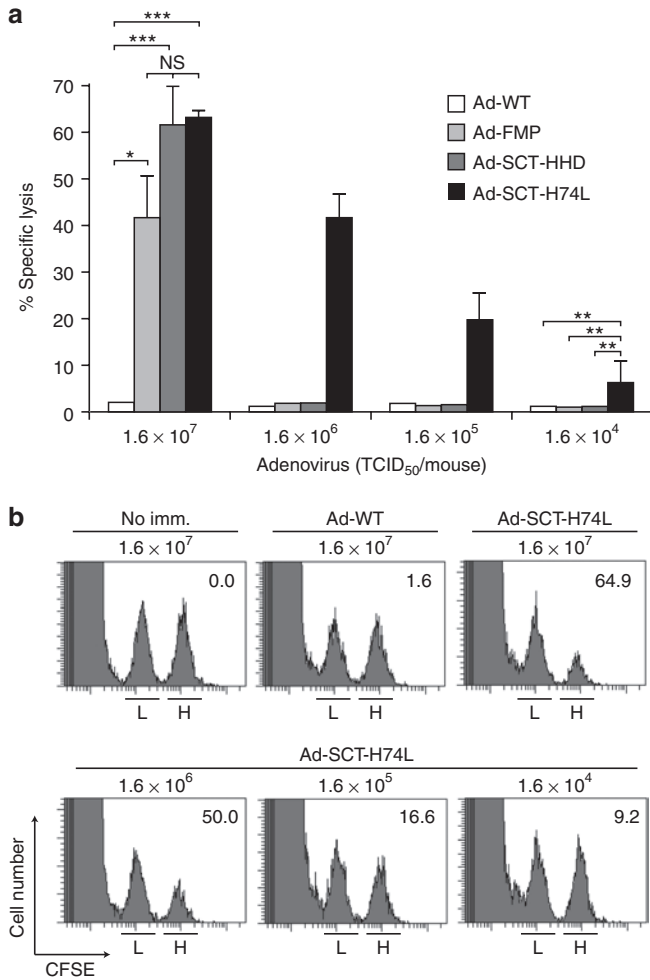 a
***
***
NS
*
**
**
**
70
60
50
40
30
20
10
0
% Specific lysis
Ad-WT
Ad-FMP
Ad-SCT-HHD
Ad-SCT-H74L
1.6 × 10⁷
1.6 × 10⁶
1.6 × 10⁵
1.6 × 10⁴
Adenovirus (TCID₅₀/mouse)
b
No imm.
Ad-WT
Ad-SCT-H74L
1.6 × 10⁷
1.6 × 10⁷
1.6 × 10⁷
0.0
1.6
64.9
L H
L H
L H
Ad-SCT-H74L
1.6 × 10⁶
1.6 × 10⁵
1.6 × 10⁴
50.0
16.6
9.2
L H
L H
L H
Cell number
CFSE